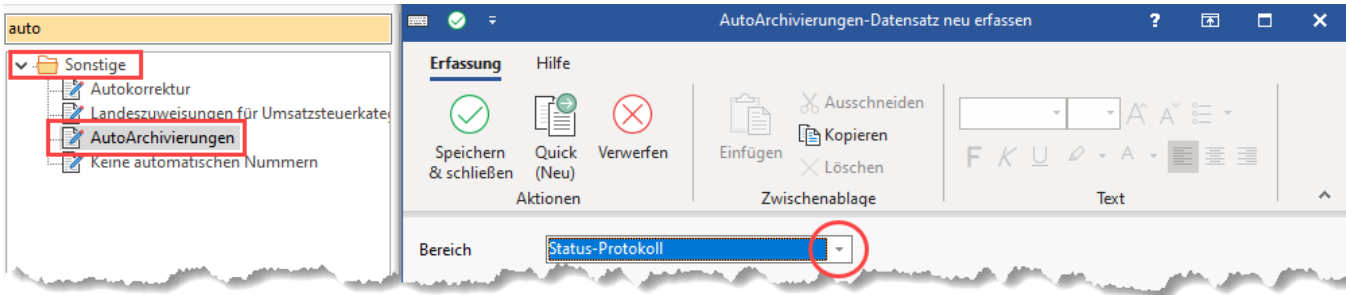 auto
Sonstige
Autokorrektur
Landeszuweisungen für Umsatzsteuerkate
AutoArchivierungen
Keine automatischen Nummern
AutoArchivierungen-Datensatz neu erfassen
?
Erfassung Hilfe
Speichern & schließen
Quick (Neu)
Verwerfen
Aktionen
Einfügen
Ausschneiden
Kopieren
Löschen
Zwischenablage
F K U A
Text
Bereich Status-Protokoll